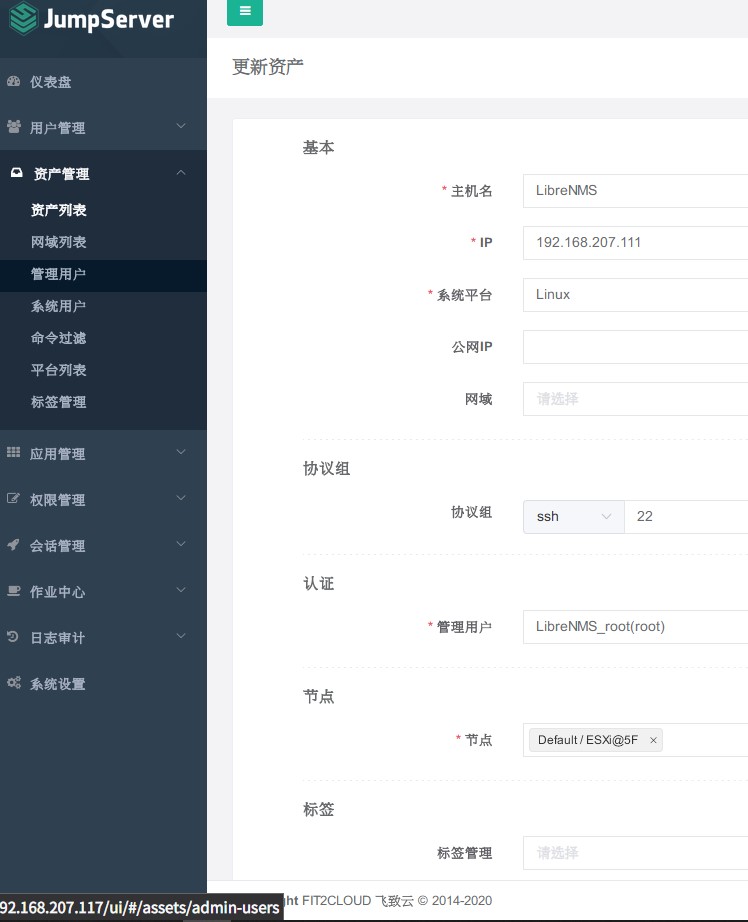 JumpServer
仪表盘
用户管理
资产管理
资产列表
网域列表
管理用户
系统用户
命令过滤
平台列表
标签管理
应用管理
权限管理
会话管理
作业中心
日志审计
系统设置
更新资产
基本
* 主机名 LibreNMS
* IP 192.168.207.111
* 系统平台 Linux
公网IP
网域 请选择
协议组
协议组 ssh 22
认证
* 管理用户 LibreNMS_root(root)
节点
* 节点 Default / ESXi@5F ×
标签
标签管理 请选择
FIT2CLOUD 飞致云 © 2014-2020
92.168.207.117/ui/#/assets/admin-users